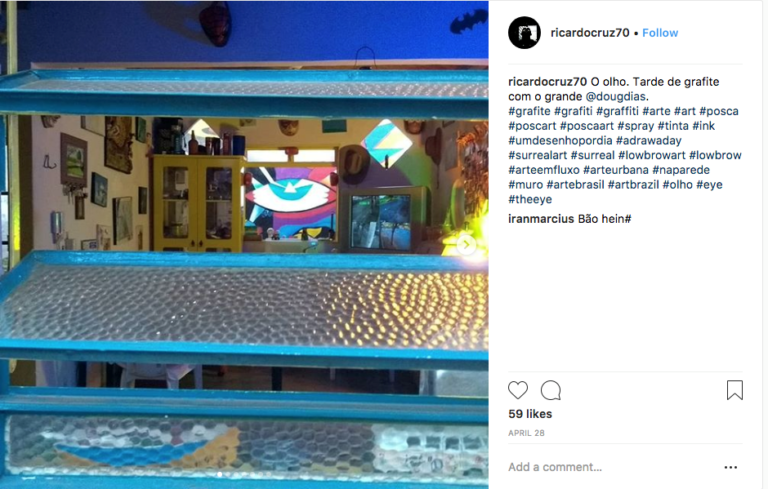 ricardocruz70 • Follow
ricardocruz70 O olho. Tarde de grafite
com o grande @dougdias.
#grafite #grafiti #graffiti #arte #art #posca
#poscart #poscaart #spray #tinta #ink
#umdesenhopordia #adrawaday
#surrealart #surreal #lowbrowart #lowbrow
#arteemfluxo #arteurbana #naparede
#muro #artebrasil #artbrazil #olho #eye
#theeye
iranmarcius Bão hein#
59 likes
APRIL 28
Add a comment...